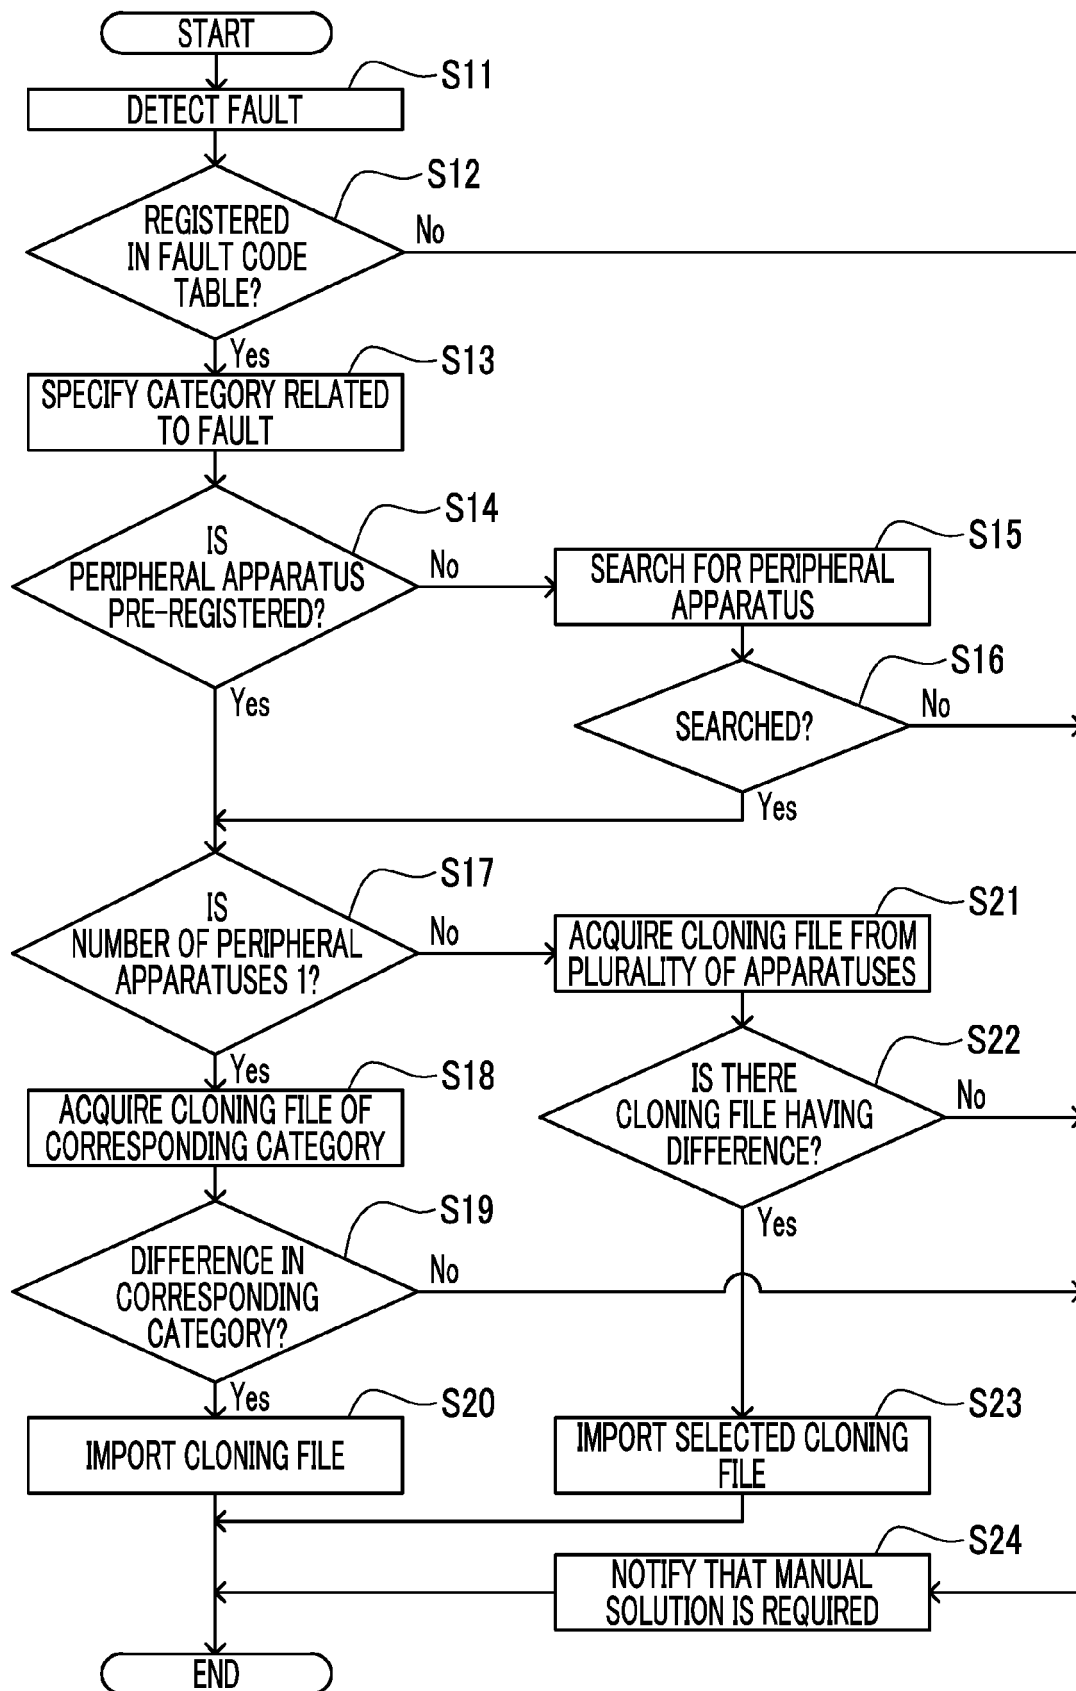 START
S11
DETECT FAULT
S12
REGISTERED
IN FAULT CODE
TABLE?
No
Yes
S13
SPECIFY CATEGORY RELATED
TO FAULT
S14
IS
PERIPHERAL APPARATUS
PRE-REGISTERED?
No
Yes
S15
SEARCH FOR PERIPHERAL
APPARATUS
S16
SEARCHED?
No
Yes
S17
IS
NUMBER OF PERIPHERAL
APPARATUSES 1?
No
Yes
S21
ACQUIRE CLONING FILE FROM
PLURALITY OF APPARATUSES
S22
IS THERE
CLONING FILE HAVING
DIFFERENCE?
No
Yes
S18
ACQUIRE CLONING FILE OF
CORRESPONDING CATEGORY
S19
DIFFERENCE IN
CORRESPONDING
CATEGORY?
No
Yes
S20
IMPORT CLONING FILE
S23
IMPORT SELECTED CLONING
FILE
S24
NOTIFY THAT MANUAL
SOLUTION IS REQUIRED
END